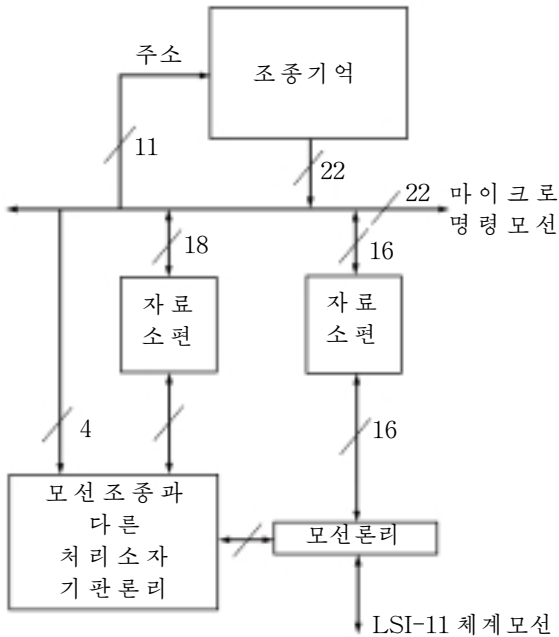 주소
조종기억
11
22
22
마이크로
명령모선
18
16
자료
소편
자료
소편
4
16
모선조종과
다른
처리소자
기판론리
모선론리
LSI-11 체계모선